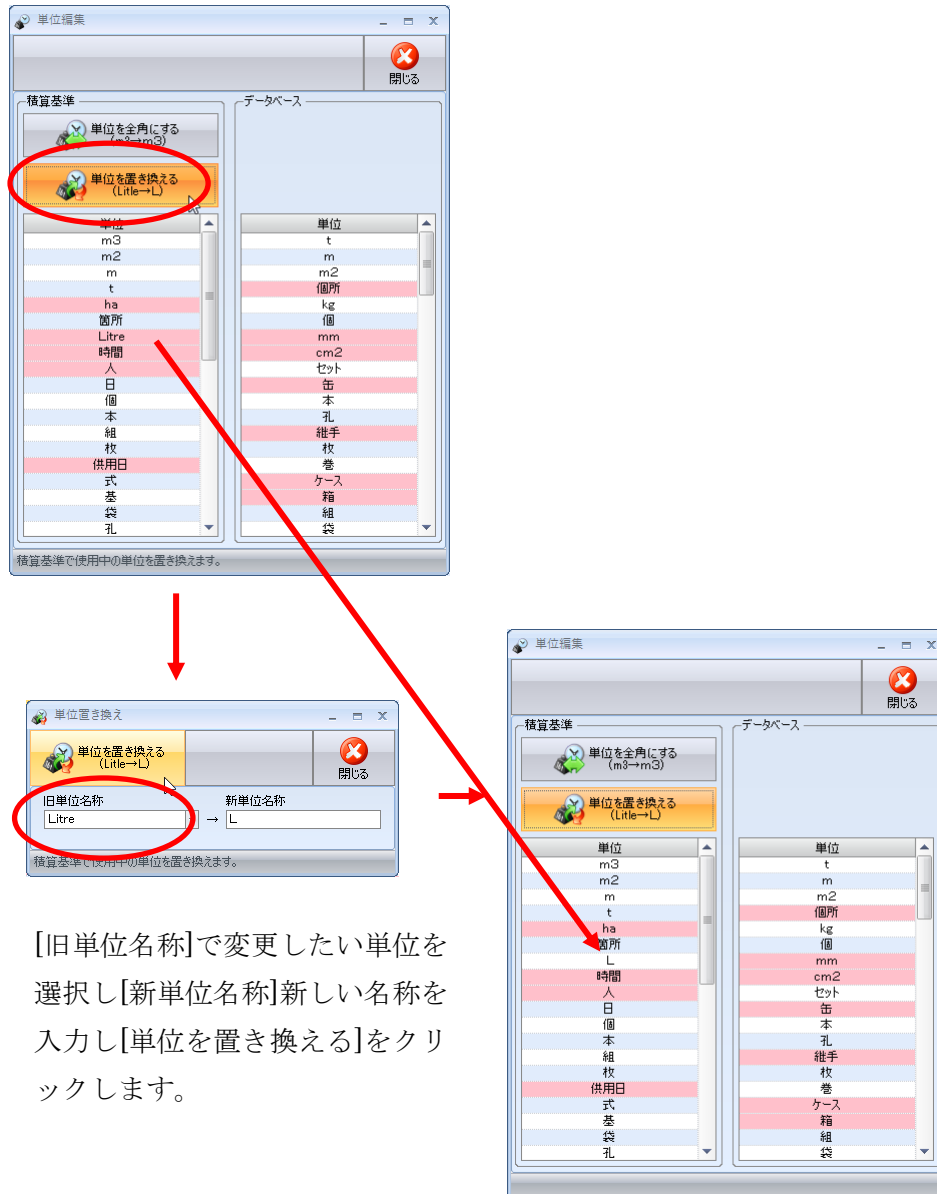 単位編集
閉じる
積算基準
データベース
単位を全角にする
(m3→m3)
単位を置き換える
(Litle→L)
単位
m3
m2
m
t
ha
箇所
Litre
時間
人
日
個
本
組
枚
供用日
式
基
袋
孔
単位
t
m
m2
個所
kg
個
mm
cm2
セット
缶
本
孔
継手
枚
巻
ケース
箱
組
袋
積算基準で使用中の単位を置き換えます。
単位置き換え
単位を置き換える
(Litle→L)
閉じる
旧単位名称
新単位名称
Litre → L
積算基準で使用中の単位を置き換えます。
[旧単位名称]で変更したい単位を
選択し[新単位名称]新しい名称を
入力し[単位を置き換える]をクリ
ックします。
単位編集
閉じる
積算基準
データベース
単位を全角にする
(m3→m3)
単位を置き換える
(Litle→L)
単位
m3
m2
m
t
ha
箇所
L
時間
人
日
個
本
組
枚
供用日
式
基
袋
孔
単位
t
m
m2
個所
kg
個
mm
cm2
セット
缶
本
孔
継手
枚
巻
ケース
箱
組
袋